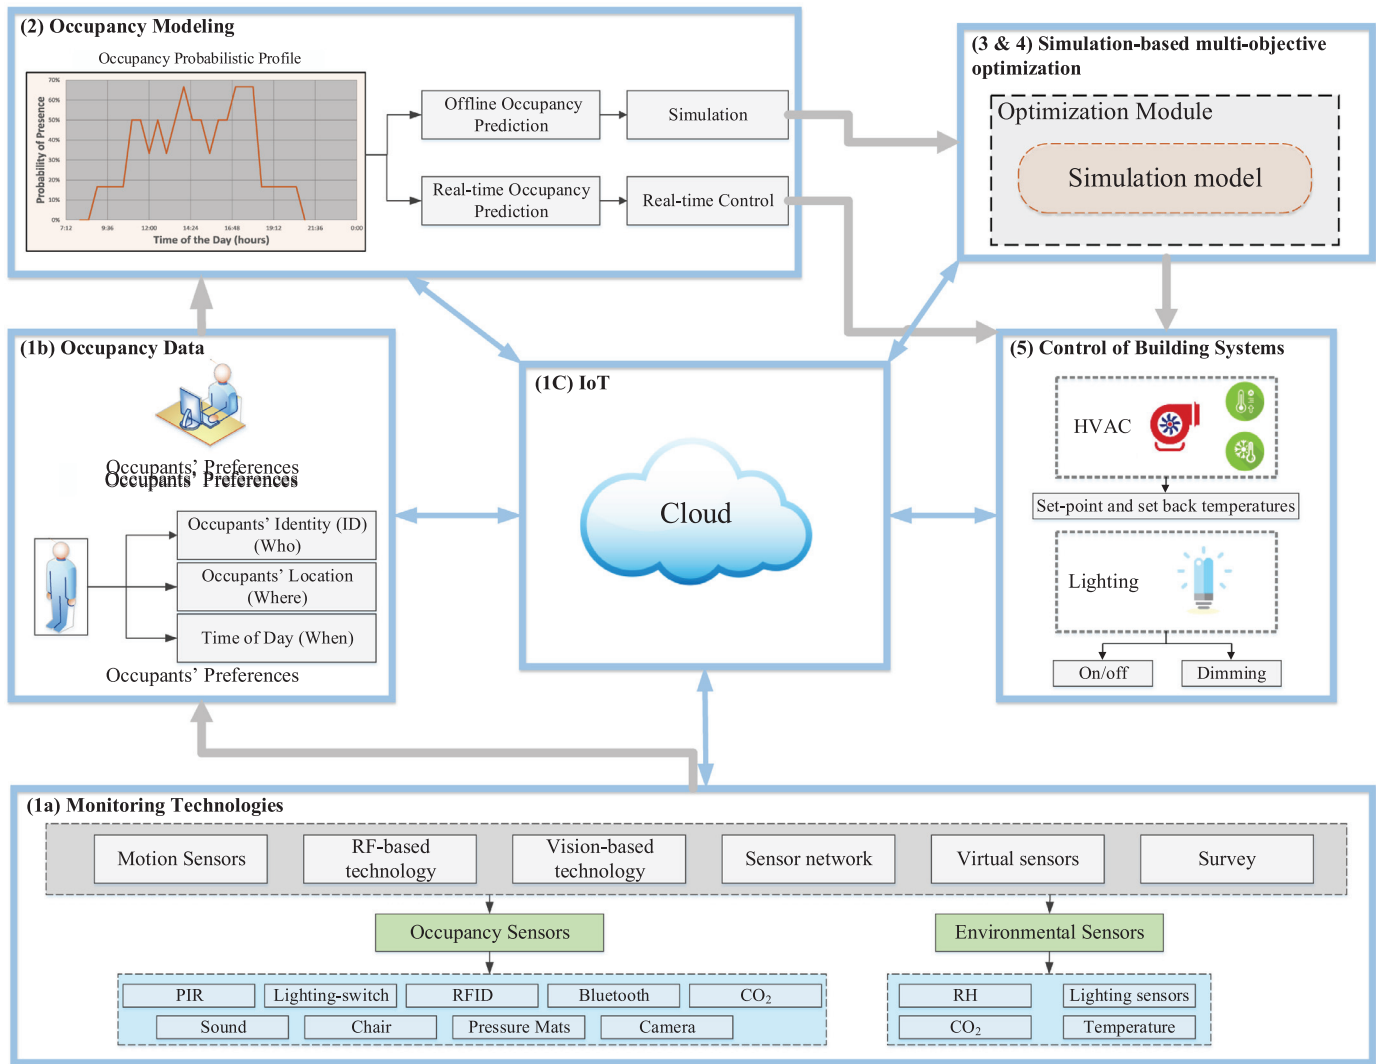 (2) Occupancy Modeling
Occupancy Probabilistic Profile
Probability of Presence
70%
60%
50%
40%
30%
20%
10%
0%
7:12
9:36
12:00
14:24
16:48
19:12
21:36
0:00
Time of the Day (hours)
Offline Occupancy
Prediction
Simulation
Real-time Occupancy
Prediction
Real-time Control
(3 & 4) Simulation-based multi-objective
optimization
Optimization Module
Simulation model
(1b) Occupancy Data
Occupants' Preferences
Occupants' Preferences
Occupants' Identity (ID)
(Who)
Occupants' Location
(Where)
Time of Day (When)
Occupants' Preferences
(1C) IoT
Cloud
(5) Control of Building Systems
HVAC
Set-point and set back temperatures
Lighting
On/off
Dimming
(1a) Monitoring Technologies
Motion Sensors
RF-based
technology
Vision-based
technology
Sensor network
Virtual sensors
Survey
Occupancy Sensors
Environmental Sensors
PIR
Lighting-switch
RFID
Bluetooth
CO₂
Sound
Chair
Pressure Mats
Camera
RH
Lighting sensors
CO₂
Temperature